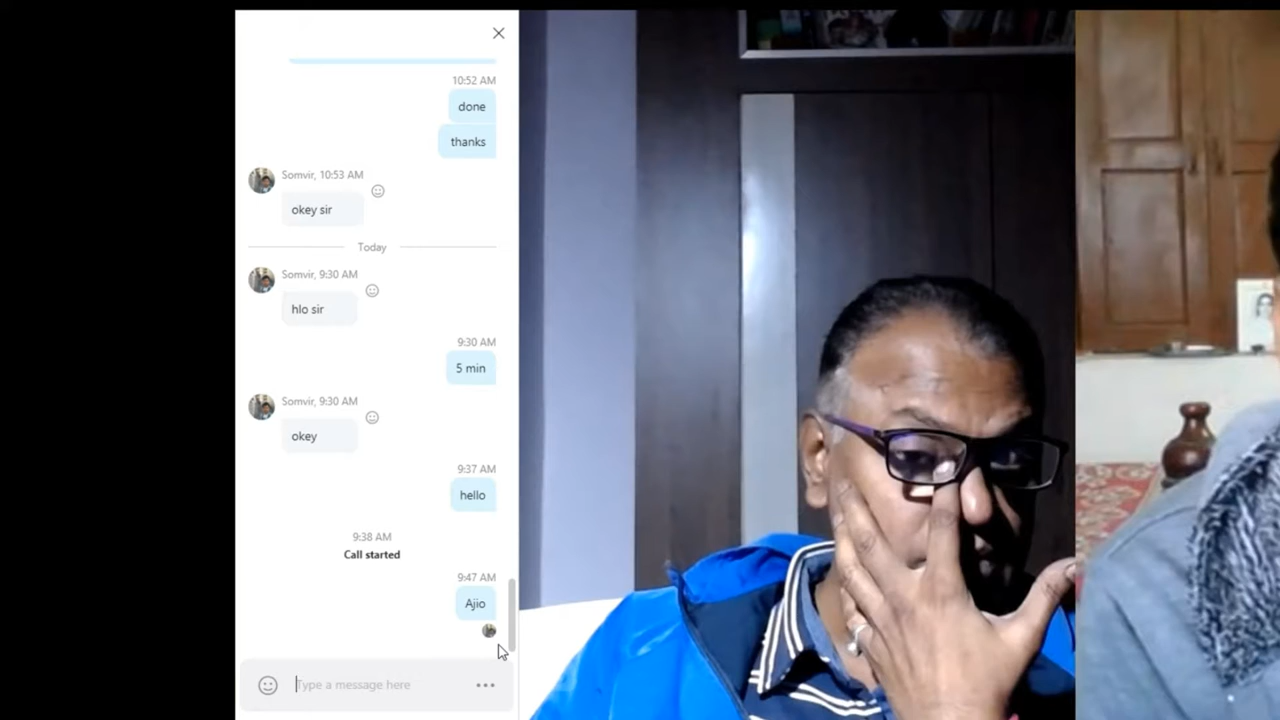 10:52 AM
done
thanks
Somvir, 10:53 AM
okey sir
Today
Somvir, 9:30 AM
hlo sir
9:30 AM
5 min
Somvir, 9:30 AM
okey
9:37 AM
hello
9:38 AM
Call started
9:47 AM
Ajio
Type a message here